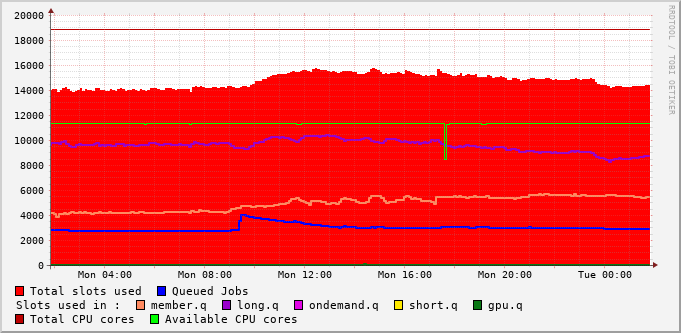 20000
18000
16000
14000
12000
10000
8000
6000
4000
2000
0
Mon 04:00 Mon 08:00 Mon 12:00 Mon 16:00 Mon 20:00 Tue 00:00
Total slots used Queued Jobs
Slots used in : member.q long.q ondemand.q short.q gpu.q
Total CPU cores Available CPU cores
RRDTOOL / TOBI OETIKER